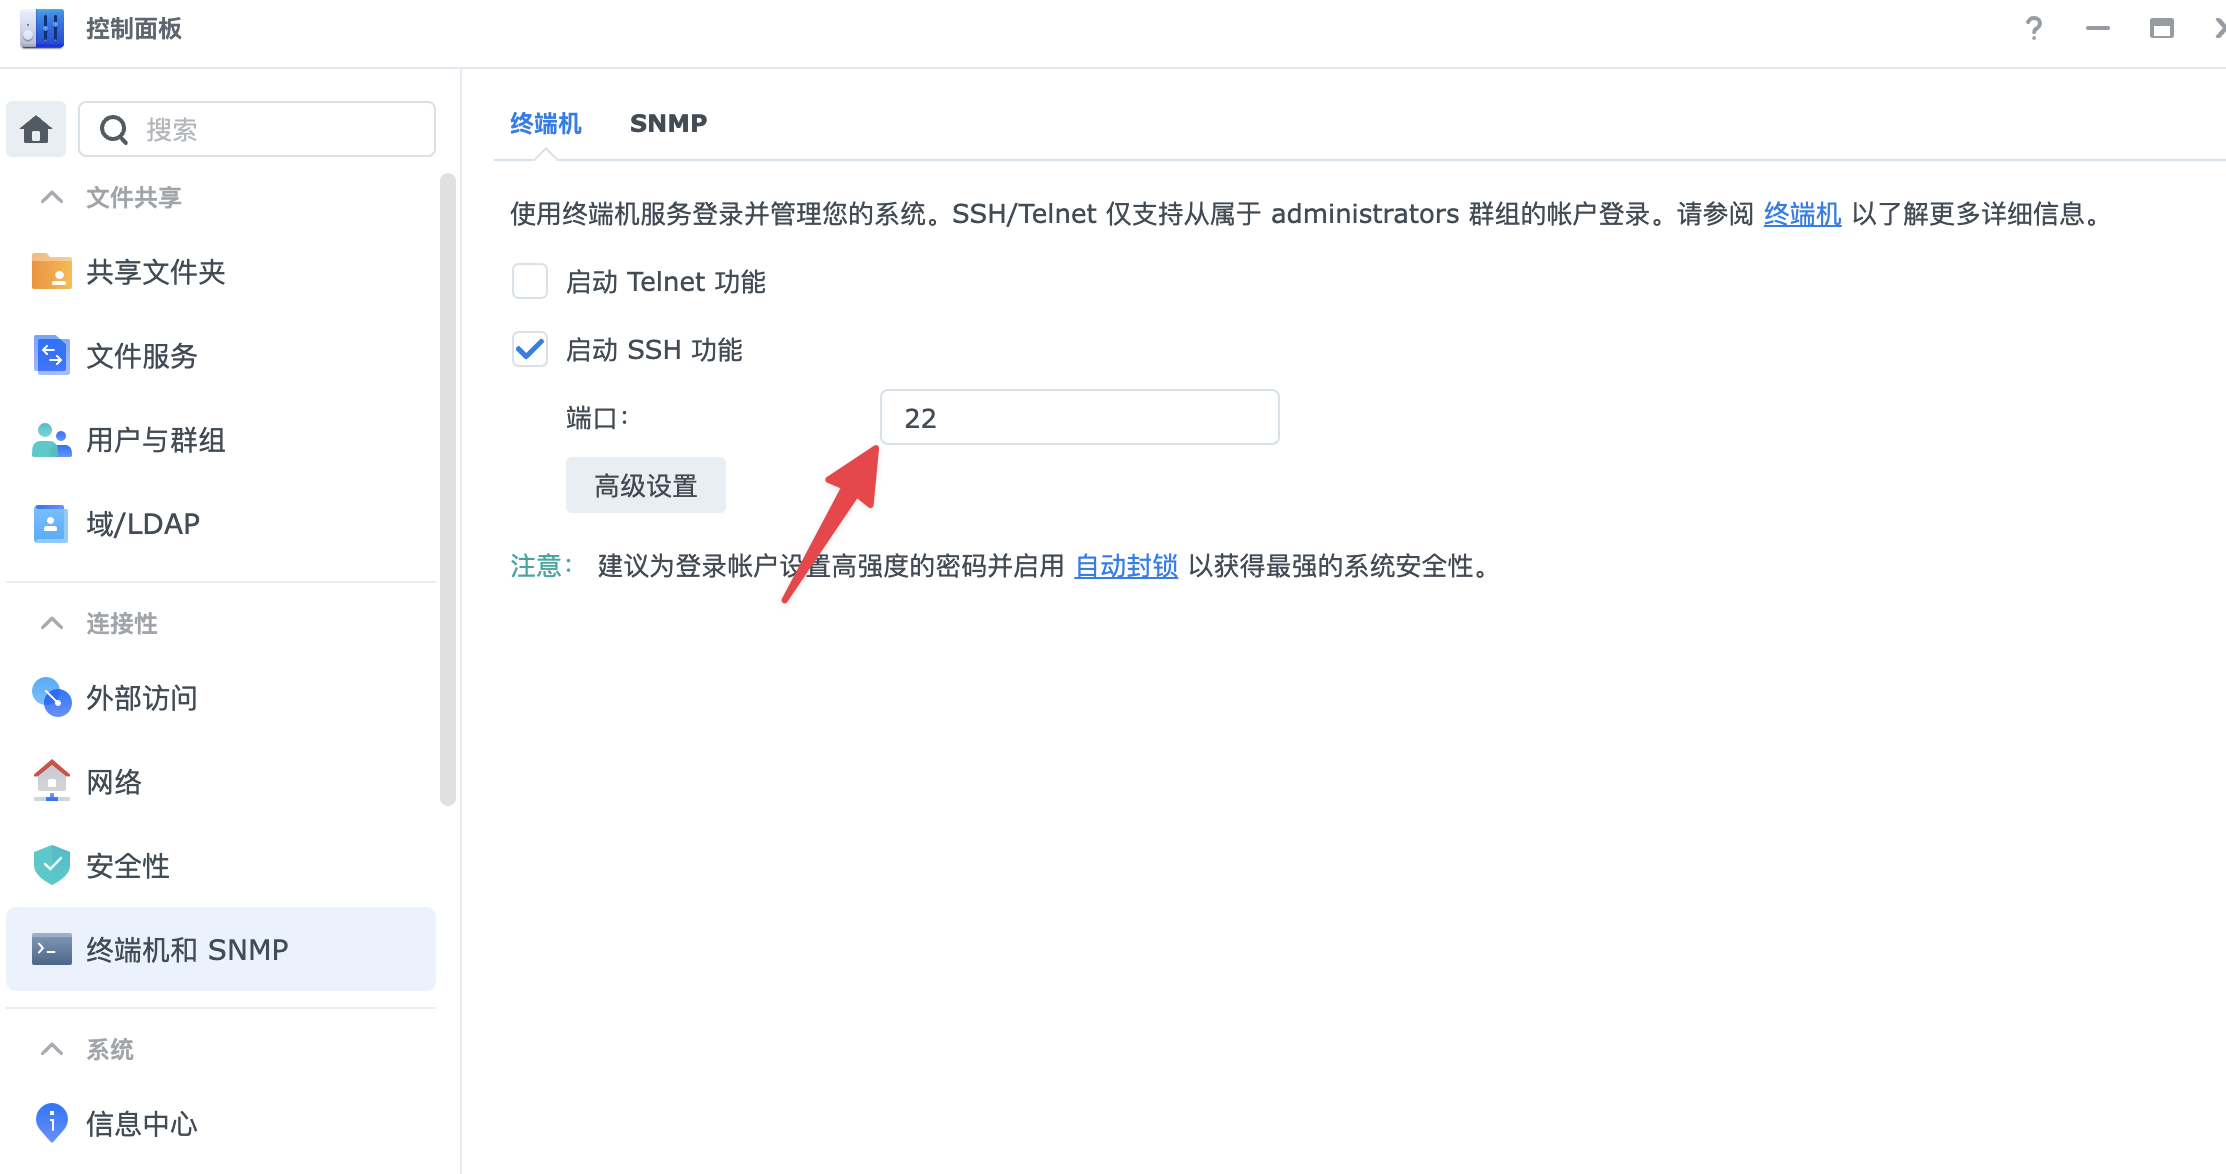 控制面板
搜索
文件共享
共享文件夹
文件服务
用户与群组
域/LDAP
连接性
外部访问
网络
安全性
终端机和 SNMP
系统
信息中心
终端机 SNMP
使用终端机服务登录并管理您的系统。SSH/Telnet 仅支持从属于 administrators 群组的帐户登录。请参阅 终端机 以了解更多详细信息。
启动 Telnet 功能
启动 SSH 功能
端口: 22
高级设置
注意: 建议为登录帐户设置高强度的密码并启用 自动封锁 以获得最强的系统安全性。